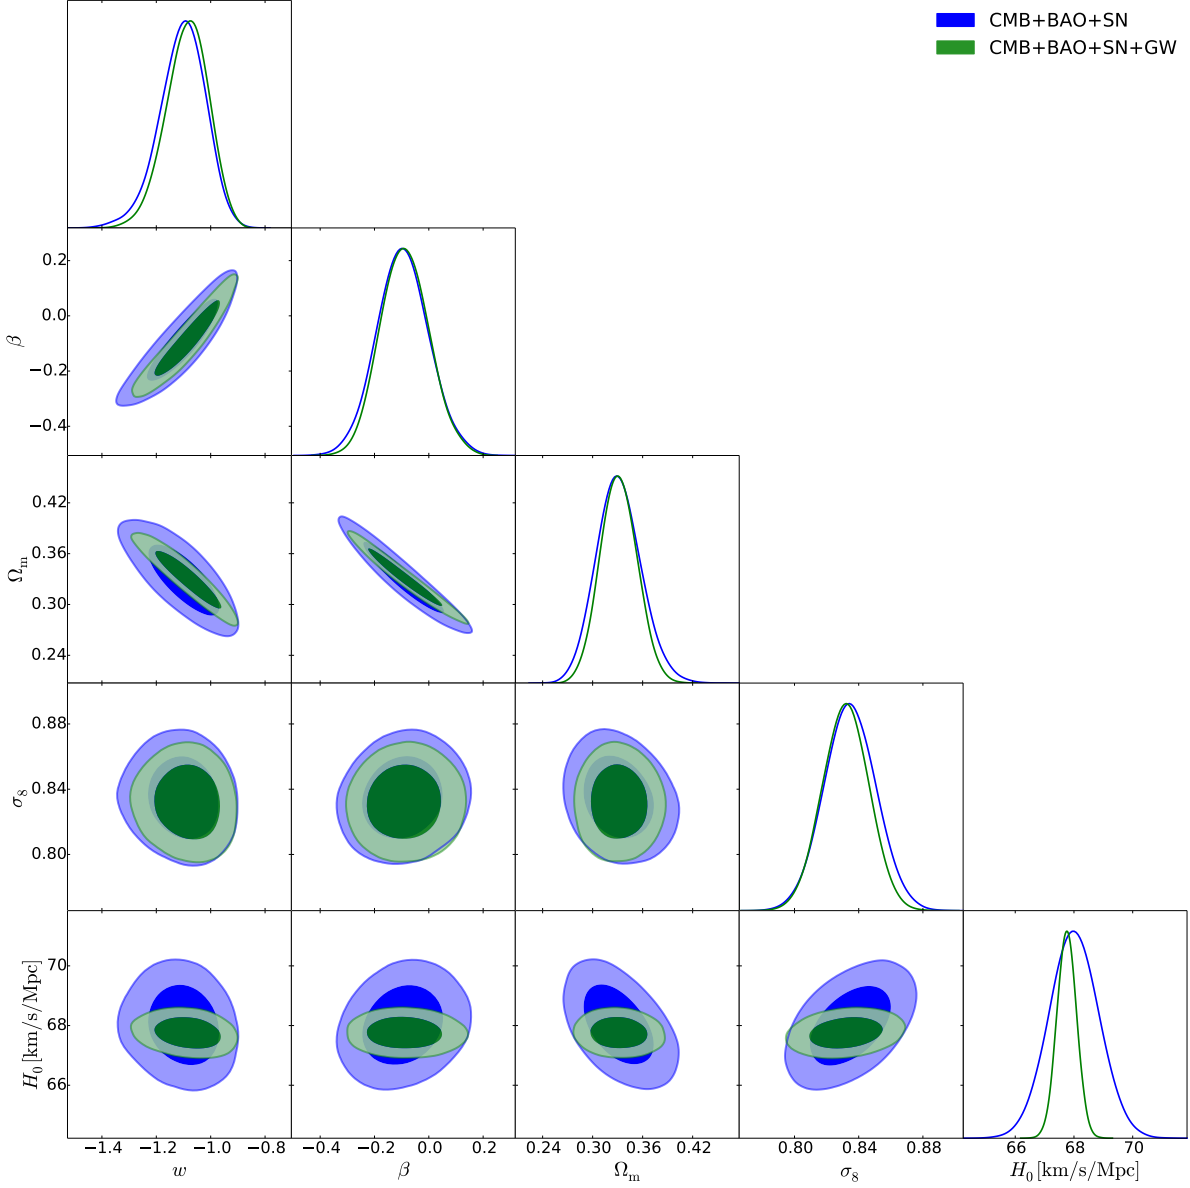 CMB+BAO+SN
CMB+BAO+SN+GW
0.2
0.0
−0.2
−0.4
β
0.42
0.36
0.30
0.24
Ωm
0.88
0.84
0.80
σ8
70
68
66
H0 [km/s/Mpc]
−1.4 −1.2 −1.0 −0.8
−0.4 −0.2 0.0 0.2
0.24 0.30 0.36 0.42
0.80 0.84 0.88
66 68 70
w
β
Ωm
σ8
H0 [km/s/Mpc]